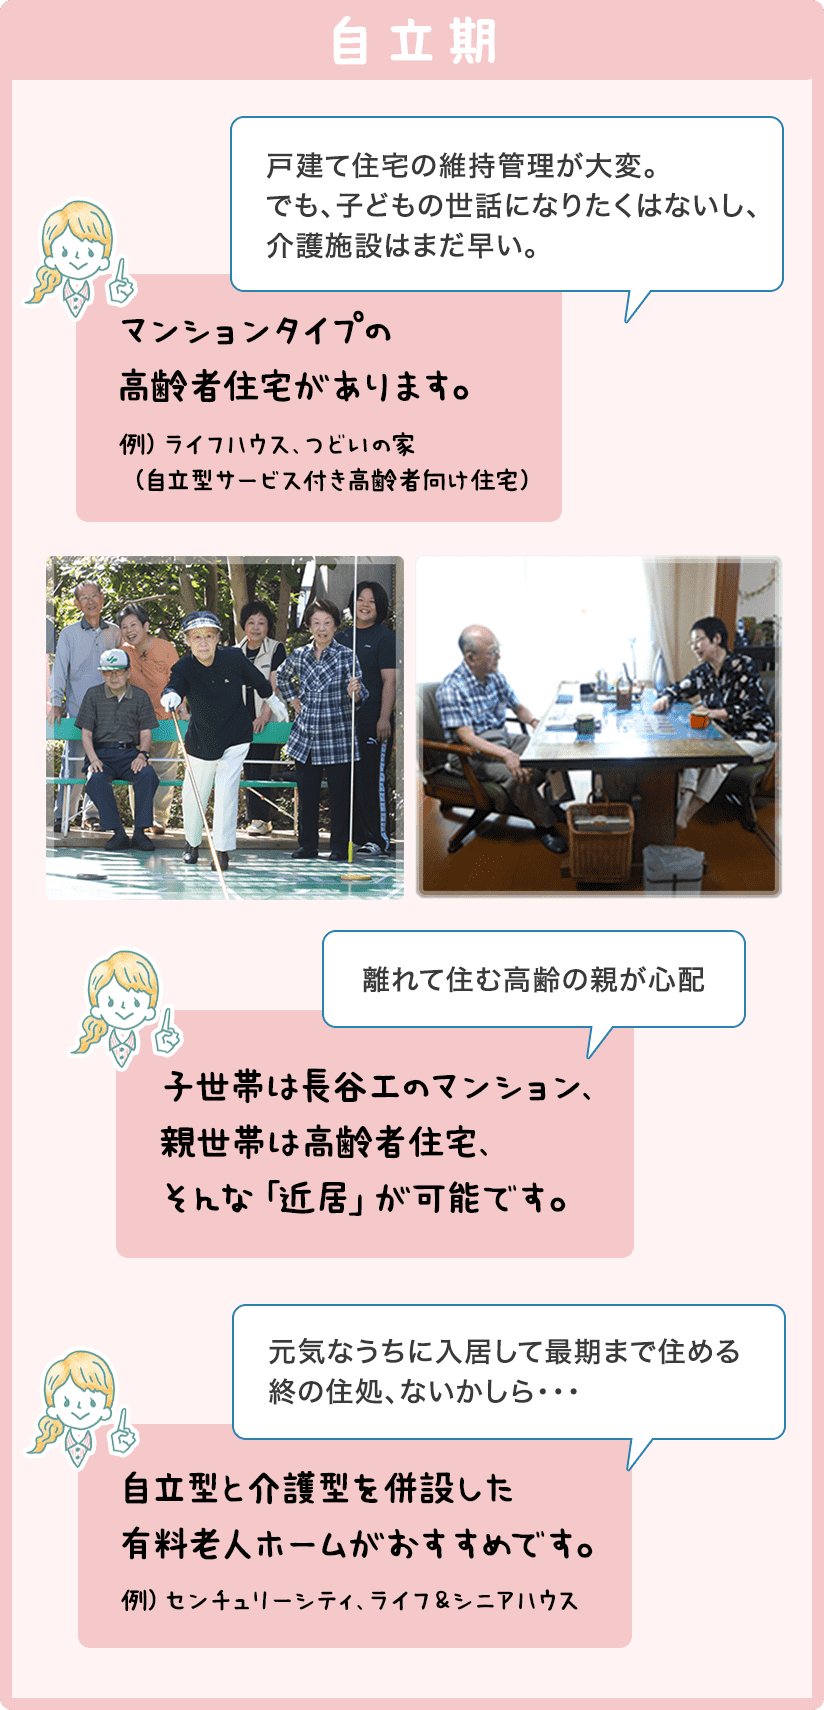 自立期
戸建て住宅の維持管理が大変。
でも、子どもの世話になりたくはないし、
介護施設はまだ早い。
マンションタイプの
高齢者住宅があります。
例）ライフハウス、つどいの家
（自立型サービス付き高齢者向け住宅）
離れて住む高齢の親が心配
子世帯は長谷工のマンション、
親世帯は高齢者住宅、
そんな「近居」が可能です。
元気なうちに入居して最期まで住める
終の住処、ないかしら・・・
自立型と介護型を併設した
有料老人ホームがおすすめです。
例）センチュリーシティ、ライフ＆シニアハウス